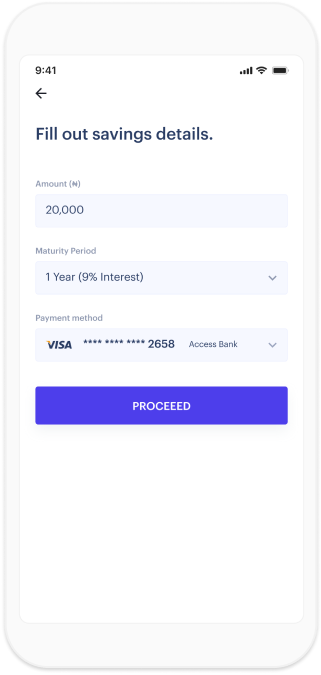 9:41
Fill out savings details.
Amount (₦)
20,000
Maturity Period
1 Year (9% Interest)
Payment method
VISA **** **** **** 2658 Access Bank
PROCEEED